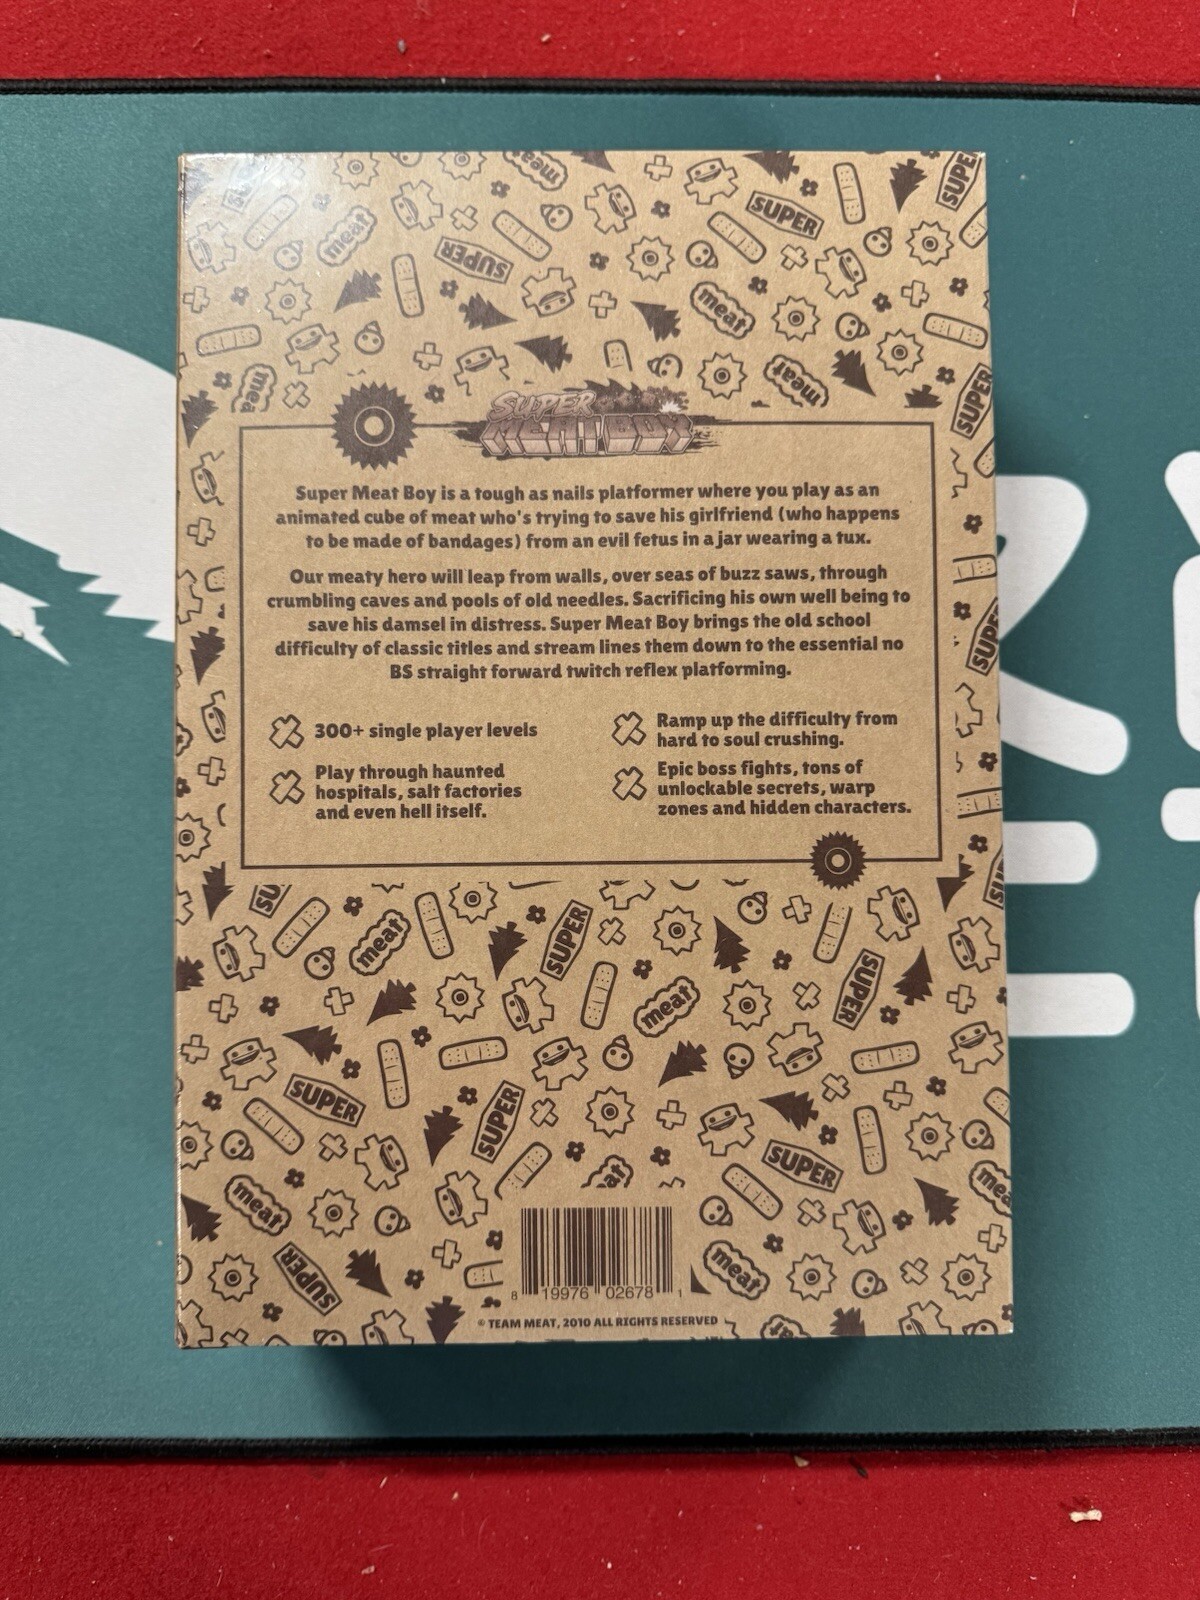 SUPER
MEAT BOY
Super Meat Boy is a tough as nails platformer where you play as an
animated cube of meat who's trying to save his girlfriend (who happens
to be made of bandages) from an evil fetus in a jar wearing a tux.
Our meaty hero will leap from walls, over seas of buzz saws, through
crumbling caves and pools of old needles. Sacrificing his own well being to
save his damsel in distress. Super Meat Boy brings the old school
difficulty of classic titles and stream lines them down to the essential no
BS straight forward twitch reflex platforming.
300+ single player levels
Play through haunted
hospitals, salt factories
and even hell itself.
Ramp up the difficulty from
hard to soul crushing.
Epic boss fights, tons of
unlockable secrets, warp
zones and hidden characters.
meat
SUPER
8 19976 02678 1
© TEAM MEAT, 2010 ALL RIGHTS RESERVED